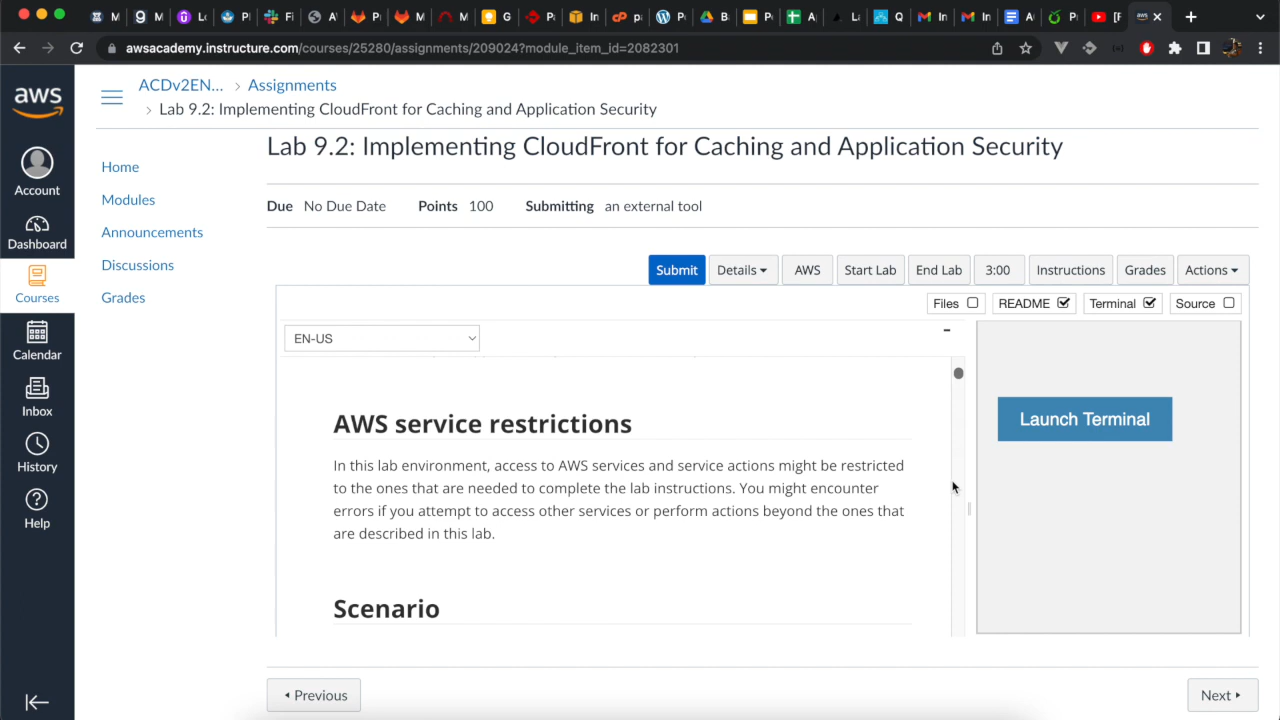 awsacademy.instructure.com/courses/25280/assignments/209024?module_item_id=2082301
aws
Account
Dashboard
Courses
Calendar
Inbox
History
Help
ACDv2EN... > Assignments
> Lab 9.2: Implementing CloudFront for Caching and Application Security
Home
Modules
Announcements
Discussions
Grades
Lab 9.2: Implementing CloudFront for Caching and Application Security
Due No Due Date Points 100 Submitting an external tool
Submit Details AWS Start Lab End Lab 3:00 Instructions Grades Actions
Files README Terminal Source
EN-US
AWS service restrictions
In this lab environment, access to AWS services and service actions might be restricted
to the ones that are needed to complete the lab instructions. You might encounter
errors if you attempt to access other services or perform actions beyond the ones that
are described in this lab.
Scenario
Launch Terminal
Previous
Next